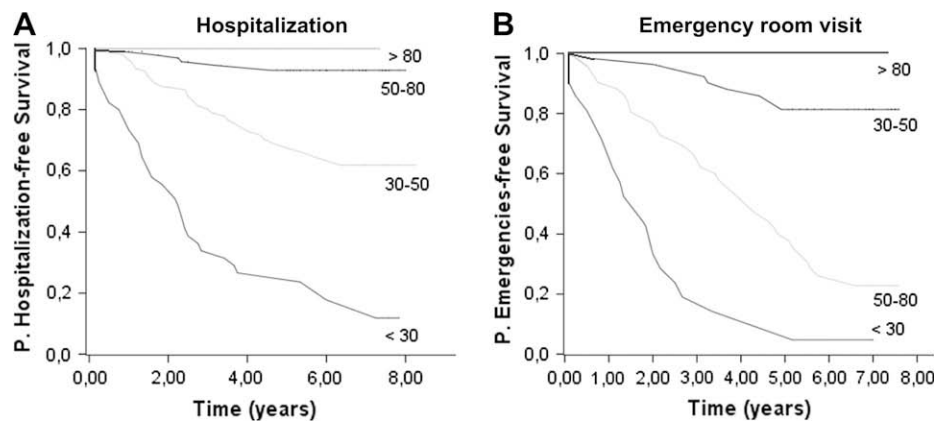 A
Hospitalization
P. Hospitalization-free Survival
1,0
0,8
0,6
0,4
0,2
0,0
> 80
50-80
30-50
< 30
0,00 2,00 4,00 6,00 8,00
Time (years)
B
Emergency room visit
P. Emergencies-free Survival
1,0
0,8
0,6
0,4
0,2
0,0
> 80
30-50
50-80
< 30
0,00 1,00 2,00 3,00 4,00 5,00 6,00 7,00 8,00
Time (years)